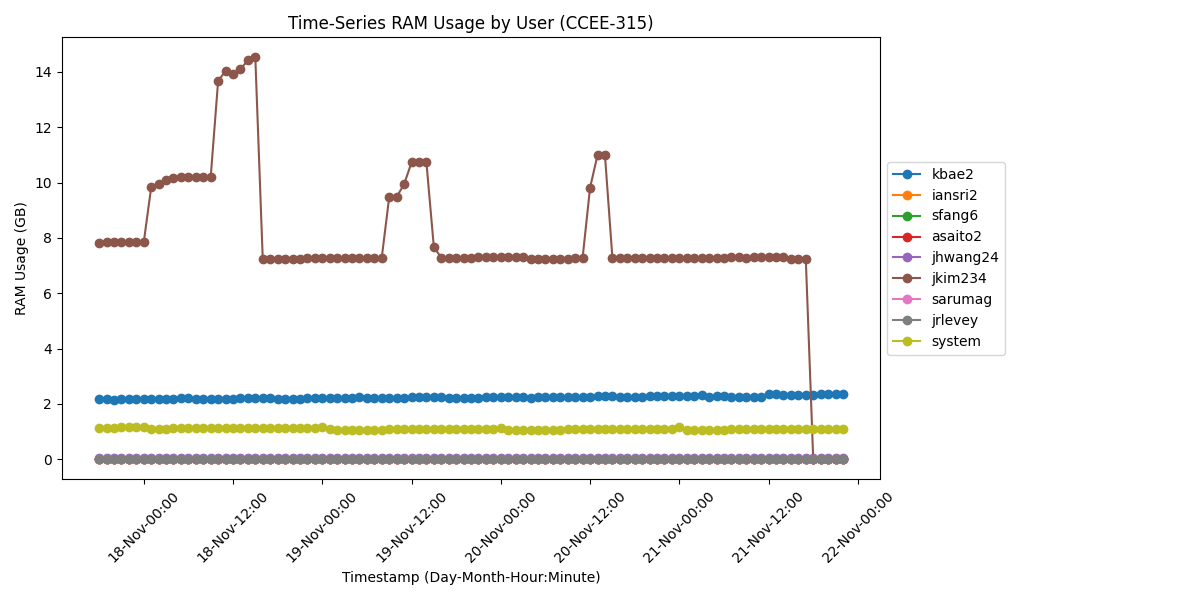 Time-Series RAM Usage by User (CCEE-315)
RAM Usage (GB)
14
12
10
8
6
4
2
0
18-Nov-00:00
18-Nov-12:00
19-Nov-00:00
19-Nov-12:00
20-Nov-00:00
20-Nov-12:00
21-Nov-00:00
21-Nov-12:00
22-Nov-00:00
Timestamp (Day-Month-Hour:Minute)
kbae2
iansri2
sfang6
asaito2
jhwang24
jkim234
sarumag
jrlevey
system